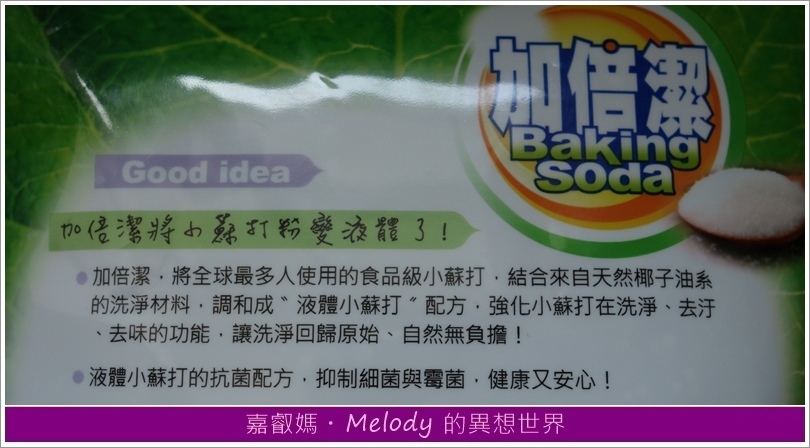 加倍潔
Baking
Soda
Good idea
加倍潔將小蘇打粉變液體了！
加倍潔，將全球最多人使用的食品級小蘇打，結合來自天然椰子油系
的洗淨材料，調和成〝液體小蘇打〞配方，強化小蘇打在洗淨、去汙
、去味的功能，讓洗淨回歸原始、自然無負擔！
液體小蘇打的抗菌配方，抑制細菌與霉菌，健康又安心！
嘉叡媽・Melody 的異想世界